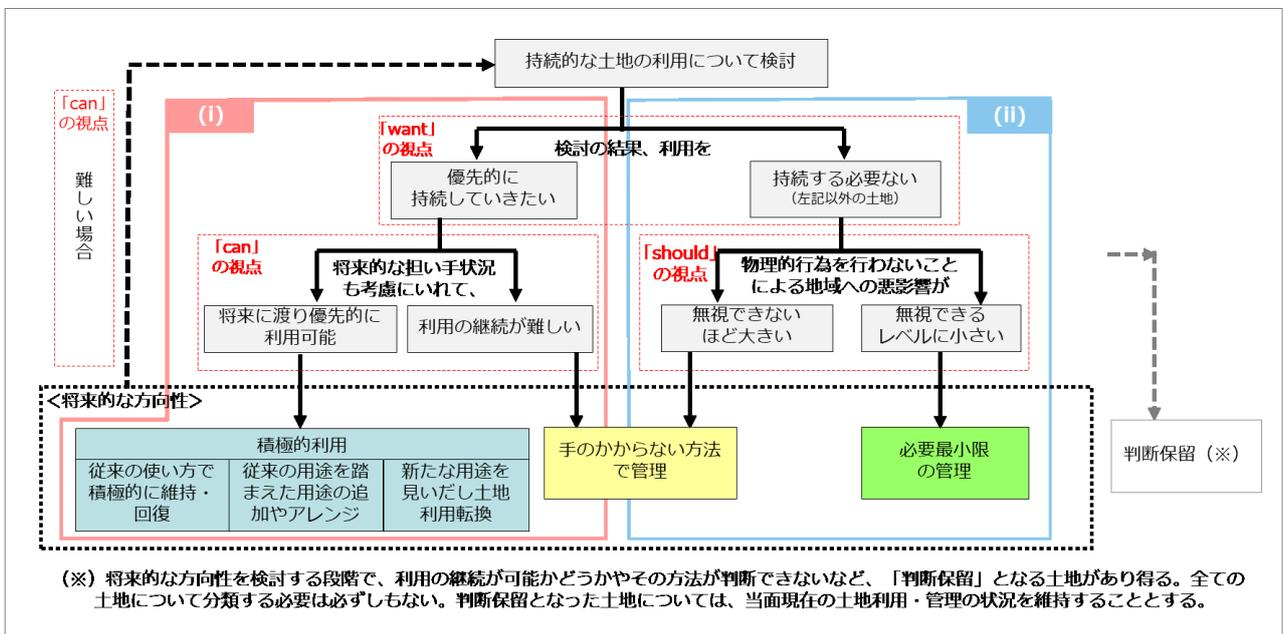 持続的な土地の利用について検討
「can」
の視点
難しい場合
(i)
(ii)
「want」
の視点
検討の結果、利用を
優先的に
持続していきたい
持続する必要ない
(左記以外の土地)
「can」
の視点
将来的な担い手状況
も考慮にいれて、
「should」
の視点
物理的行為を行わないこと
による地域への悪影響が
将来に渡り優先的に
利用可能
利用の継続が難しい
無視できない
ほど大きい
無視できる
レベルに小さい
＜将来的な方向性＞
積極的利用
従来の使い方で
積極的に維持・
回復
従来の用途を踏
まえた用途の追
加やアレンジ
新たな用途を
見いだし土地
利用転換
手のかからない方法
で管理
必要最小限
の管理
判断保留（※）
（※）将来的な方向性を検討する段階で、利用の継続が可能かどうかやその方法が判断できないなど、「判断保留」となる土地があり得る。全ての
土地について分類する必要は必ずしもない。判断保留となった土地については、当面現在の土地利用・管理の状況を維持することとする。